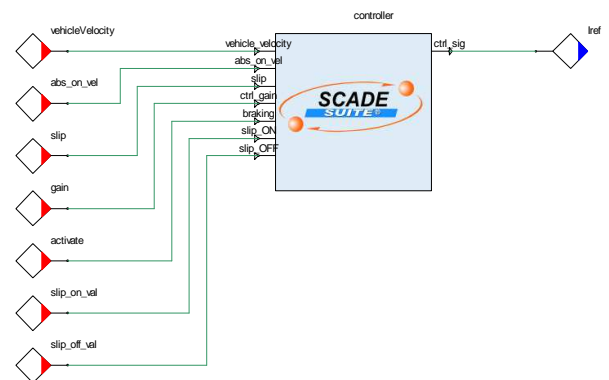 controller
vehicleVelocity
vehicle_velocity
ctrl_sig
Iref
abs_on_vel
abs_on_vel
slip
slip
ctrl_gain
gain
braking
activate
slip_ON
slip_on_val
slip_OFF
slip_off_val
SCADE
SUITE®